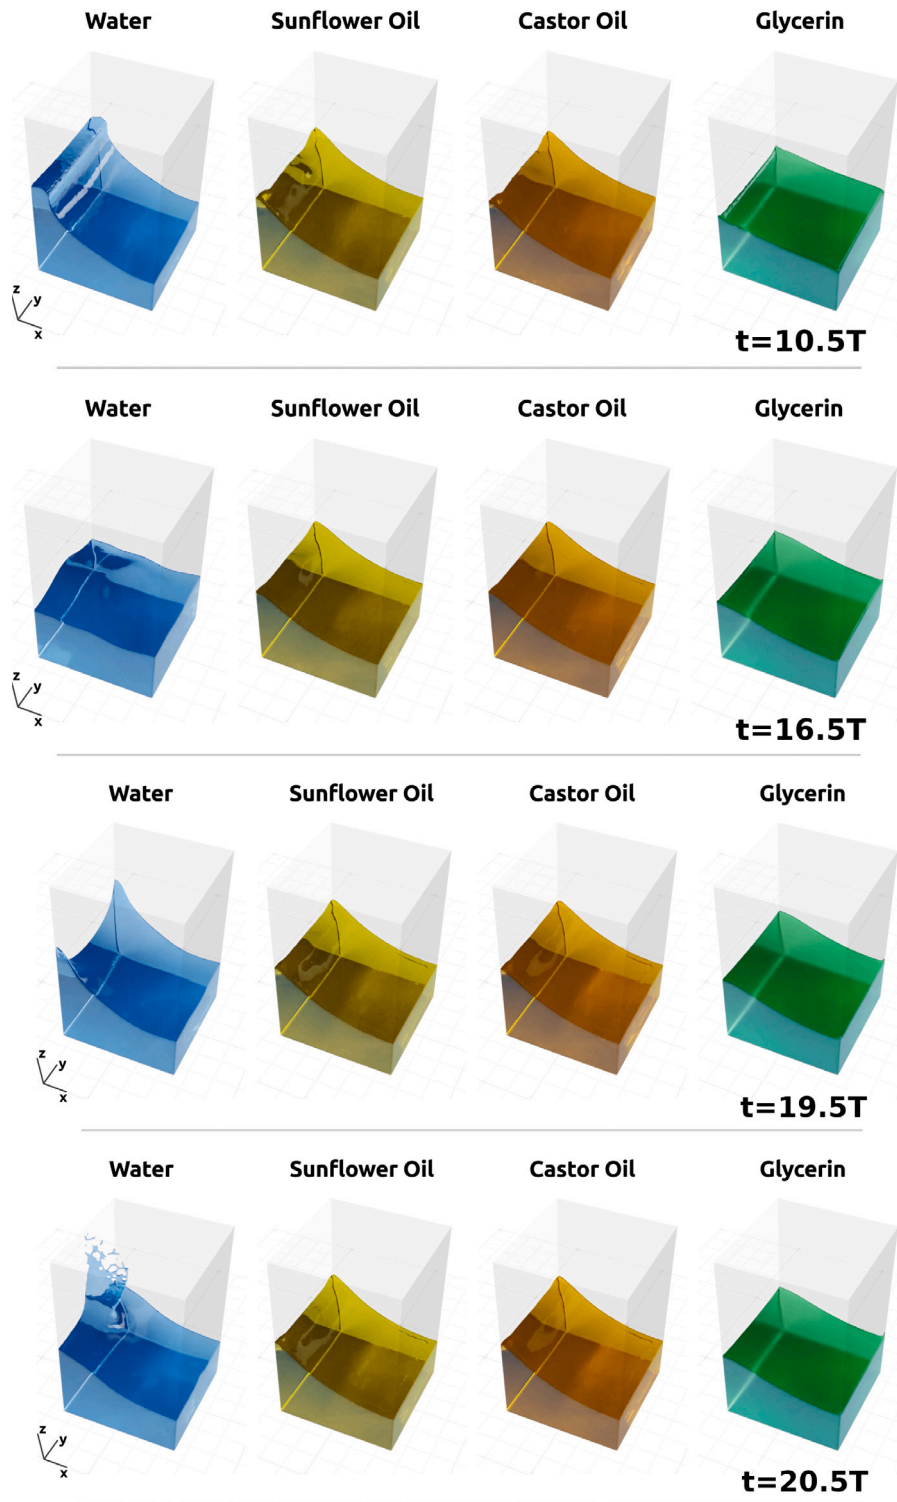 Water Sunflower Oil Castor Oil Glycerin
z
y
x
t=10.5T
Water Sunflower Oil Castor Oil Glycerin
z
y
x
t=16.5T
Water Sunflower Oil Castor Oil Glycerin
z
y
x
t=19.5T
Water Sunflower Oil Castor Oil Glycerin
z
y
x
t=20.5T